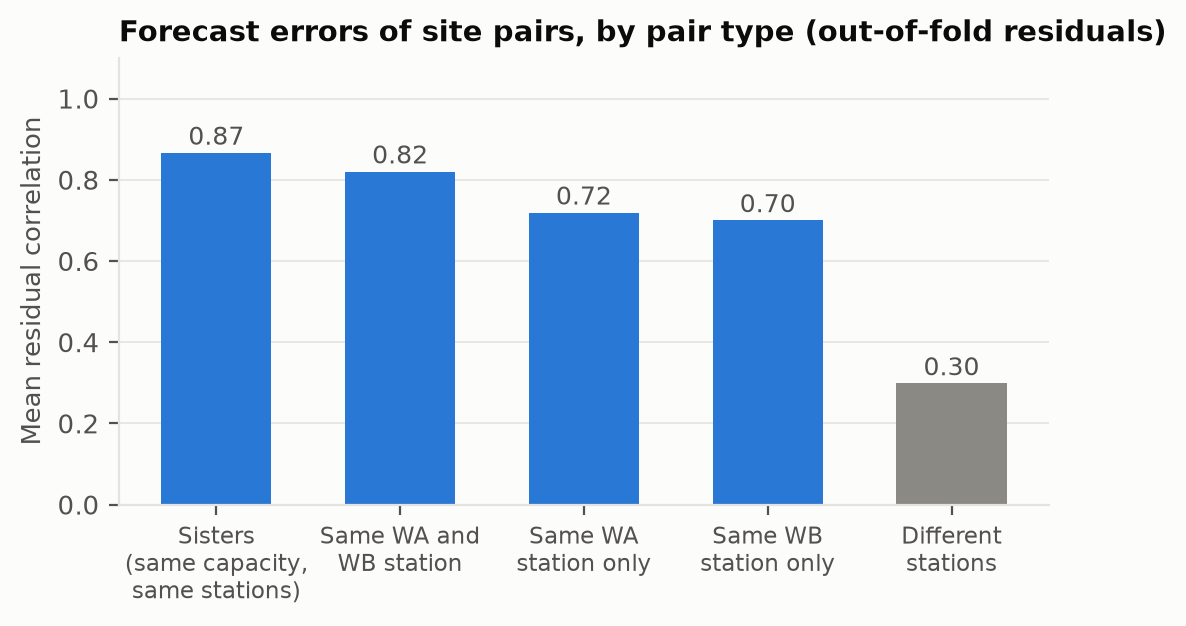 Forecast errors of site pairs, by pair type (out-of-fold residuals)
Mean residual correlation
1.0
0.8
0.6
0.4
0.2
0.0
0.87
0.82
0.72
0.70
0.30
Sisters
(same capacity,
same stations)
Same WA and
WB station
Same WA
station only
Same WB
station only
Different
stations